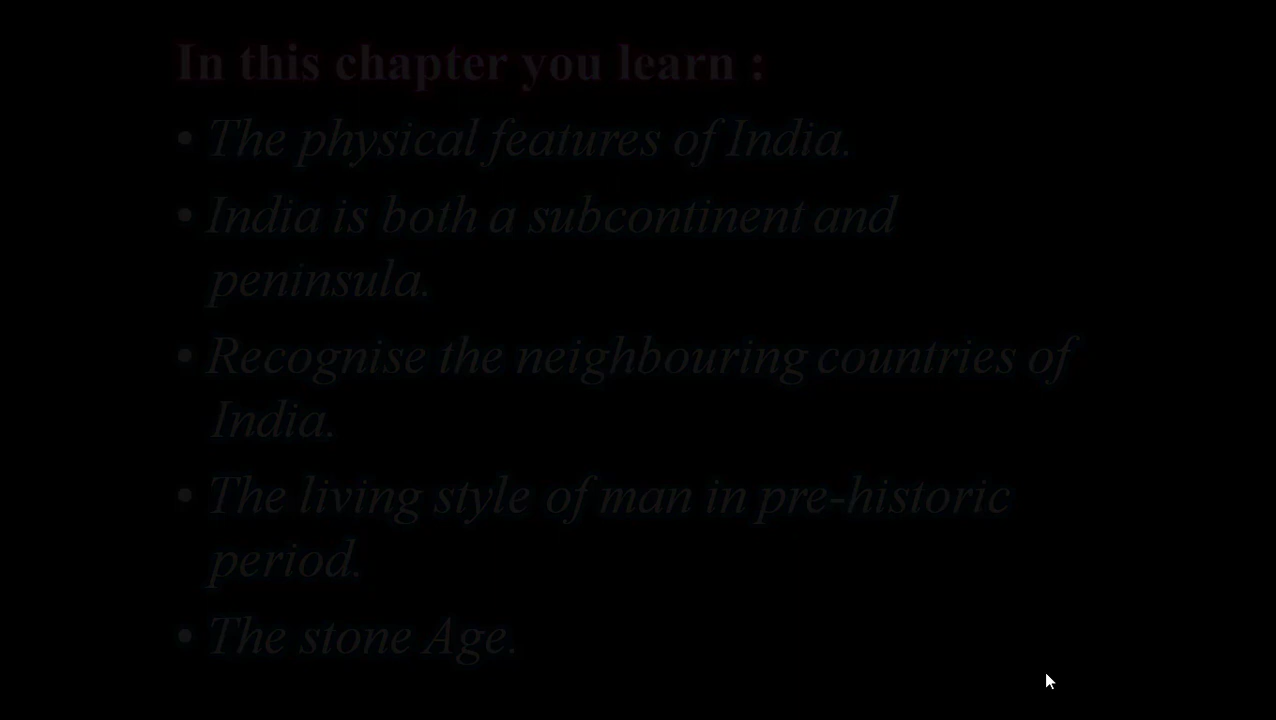 In this chapter you learn :
• The physical features of India.
• India is both a subcontinent and
peninsula.
• Recognise the neighbouring countries of
India.
• The living style of man in pre-historic
period.
• The stone Age.